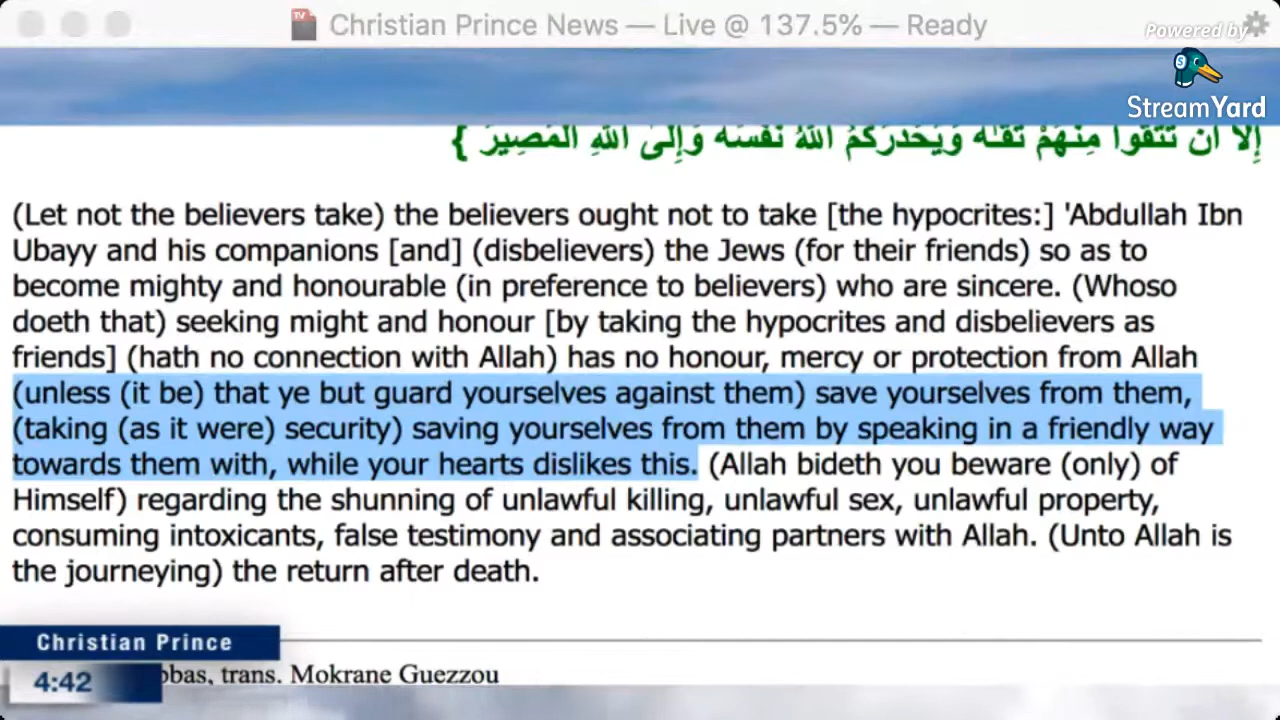 Christian Prince News — Live @ 137.5% — Ready
Powered by
StreamYard
إِلاَّ أَن تَتَّقُواْ مِنْهُمْ تُقَـٰةً وَيُحَذِّرُكُمُ ٱللَّهُ نَفْسَهُ وَإِلَىٰ ٱللَّهِ ٱلْمَصِيرُ }
(Let not the believers take) the believers ought not to take [the hypocrites:] 'Abdullah Ibn
Ubayy and his companions [and] (disbelievers) the Jews (for their friends) so as to
become mighty and honourable (in preference to believers) who are sincere. (Whoso
doeth that) seeking might and honour [by taking the hypocrites and disbelievers as
friends] (hath no connection with Allah) has no honour, mercy or protection from Allah
(unless (it be) that ye but guard yourselves against them) save yourselves from them,
(taking (as it were) security) saving yourselves from them by speaking in a friendly way
towards them with, while your hearts dislikes this. (Allah bideth you beware (only) of
Himself) regarding the shunning of unlawful killing, unlawful sex, unlawful property,
consuming intoxicants, false testimony and associating partners with Allah. (Unto Allah is
the journeying) the return after death.
Christian Prince
4:42
bbas, trans. Mokrane Guezzou